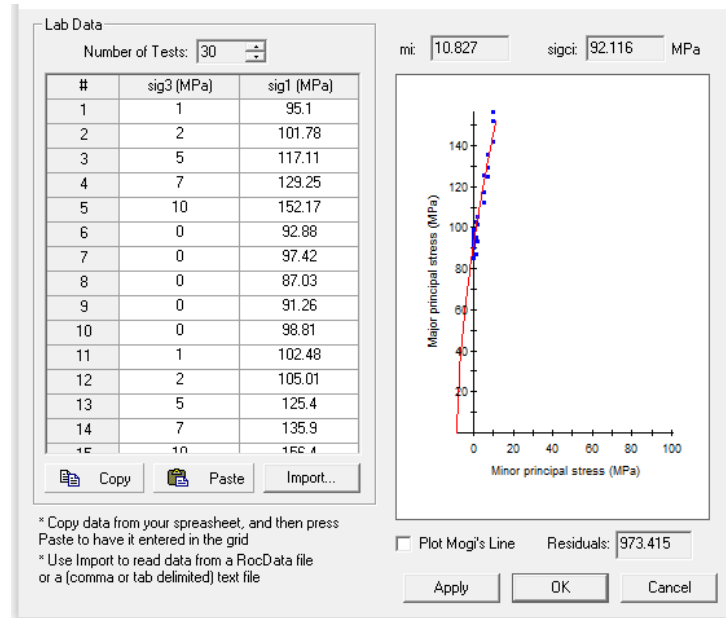 Lab Data
Number of Tests: 30
mi: 10.827 sigci: 92.116 MPa
# sig3 (MPa) sig1 (MPa)
1 1 95.1
2 2 101.78
3 5 117.11
4 7 129.25
5 10 152.17
6 0 92.88
7 0 97.42
8 0 87.03
9 0 91.26
10 0 98.81
11 1 102.48
12 2 105.01
13 5 125.4
14 7 135.9
15 10 156.4
Copy Paste Import...
* Copy data from your spreasheet, and then press
Paste to have it entered in the grid
* Use Import to read data from a RocData file
or a (comma or tab delimited) text file
Major principal stress (MPa)
140
120
100
80
60
40
20
0 20 40 60 80 100
Minor principal stress (MPa)
Plot Mogi's Line Residuals: 973.415
Apply OK Cancel